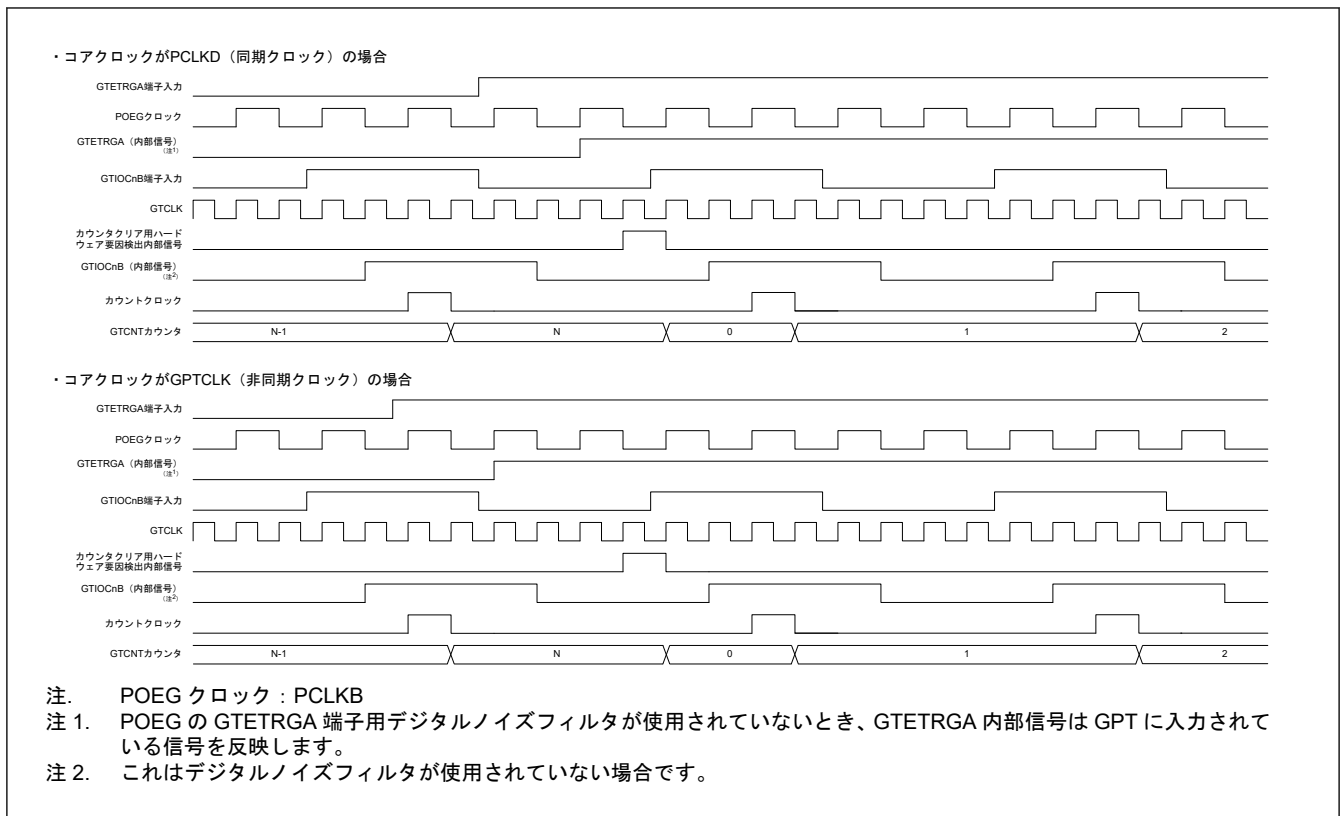 ・コアクロックがPCLKD（同期クロック）の場合
GTETRGA端子入力
POEGクロック
GTETRGA（内部信号）
（注1）
GTIOCnB端子入力
GTCLK
カウンタクリア用ハード
ウェア要因検出内部信号
GTIOCnB（内部信号）
（注2）
カウントクロック
GTCNTカウンタ N-1 N 0 1 2
・コアクロックがGPTCLK（非同期クロック）の場合
GTETRGA端子入力
POEGクロック
GTETRGA（内部信号）
（注1）
GTIOCnB端子入力
GTCLK
カウンタクリア用ハード
ウェア要因検出内部信号
GTIOCnB（内部信号）
（注2）
カウントクロック
GTCNTカウンタ N-1 N 0 1 2
注. POEG クロック：PCLKB
注 1. POEG の GTETRGA 端子用デジタルノイズフィルタが使用されていないとき、GTETRGA 内部信号は GPT に入力されて
いる信号を反映します。
注 2. これはデジタルノイズフィルタが使用されていない場合です。